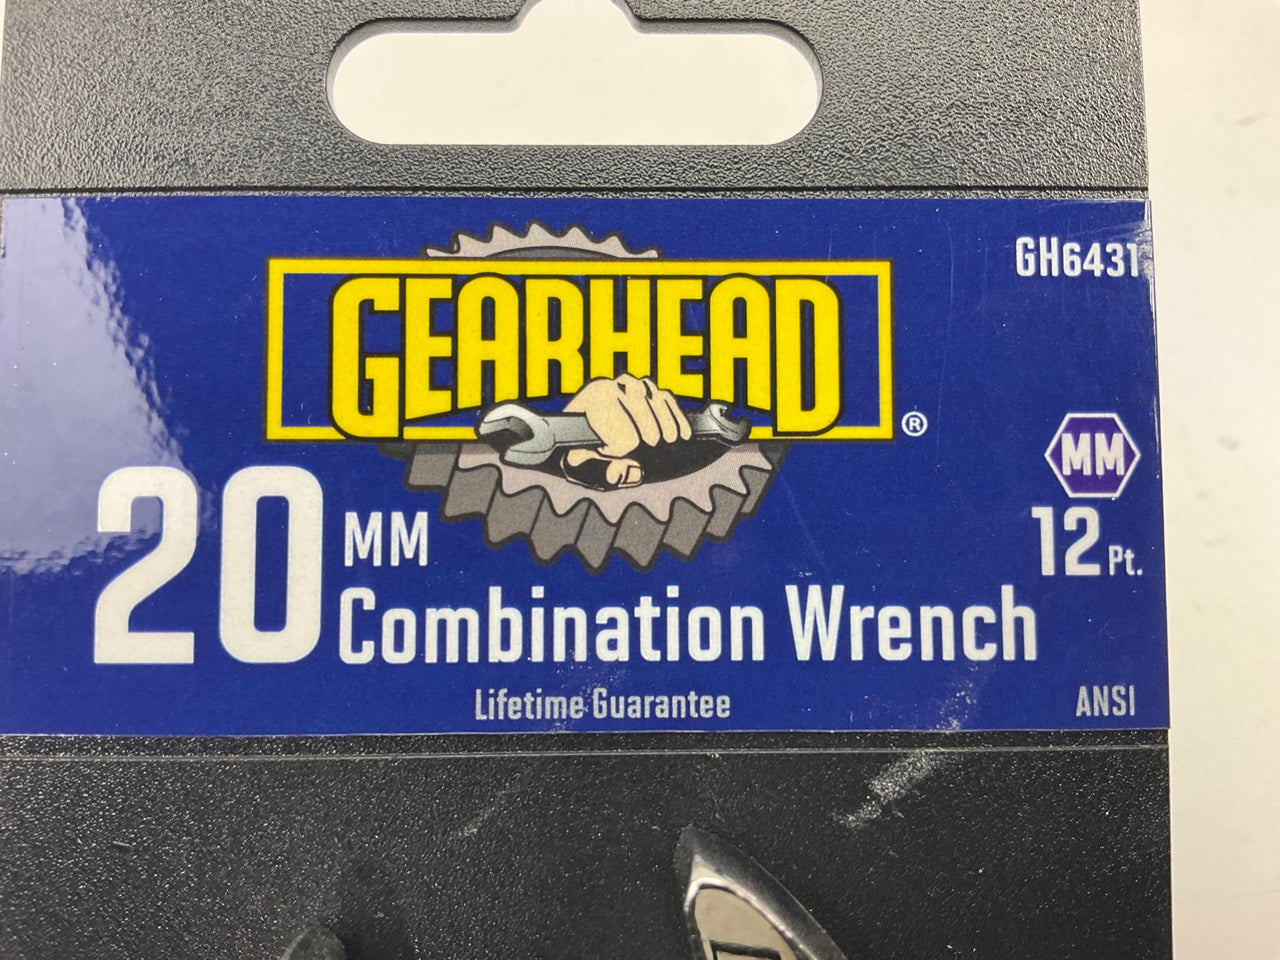 GH6431
GEARHEAD ®
MM
20 MM
12 Pt.
Combination Wrench
Lifetime Guarantee
ANSI